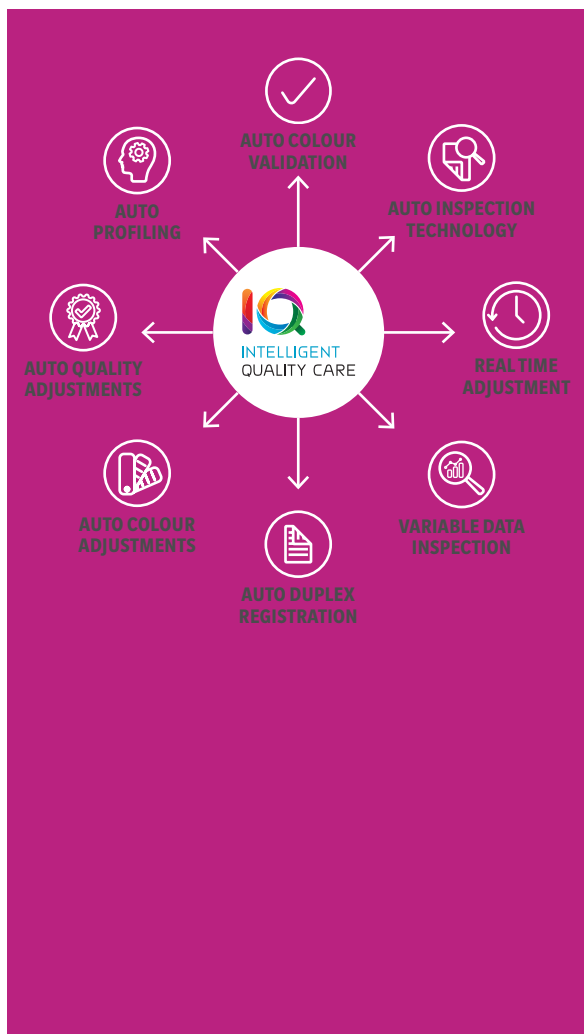 AUTO COLOUR
VALIDATION
AUTO
PROFILING
AUTO INSPECTION
TECHNOLOGY
IQ
INTELLIGENT
QUALITY CARE
AUTO QUALITY
ADJUSTMENTS
REAL TIME
ADJUSTMENT
AUTO COLOUR
ADJUSTMENTS
VARIABLE DATA
INSPECTION
AUTO DUPLEX
REGISTRATION